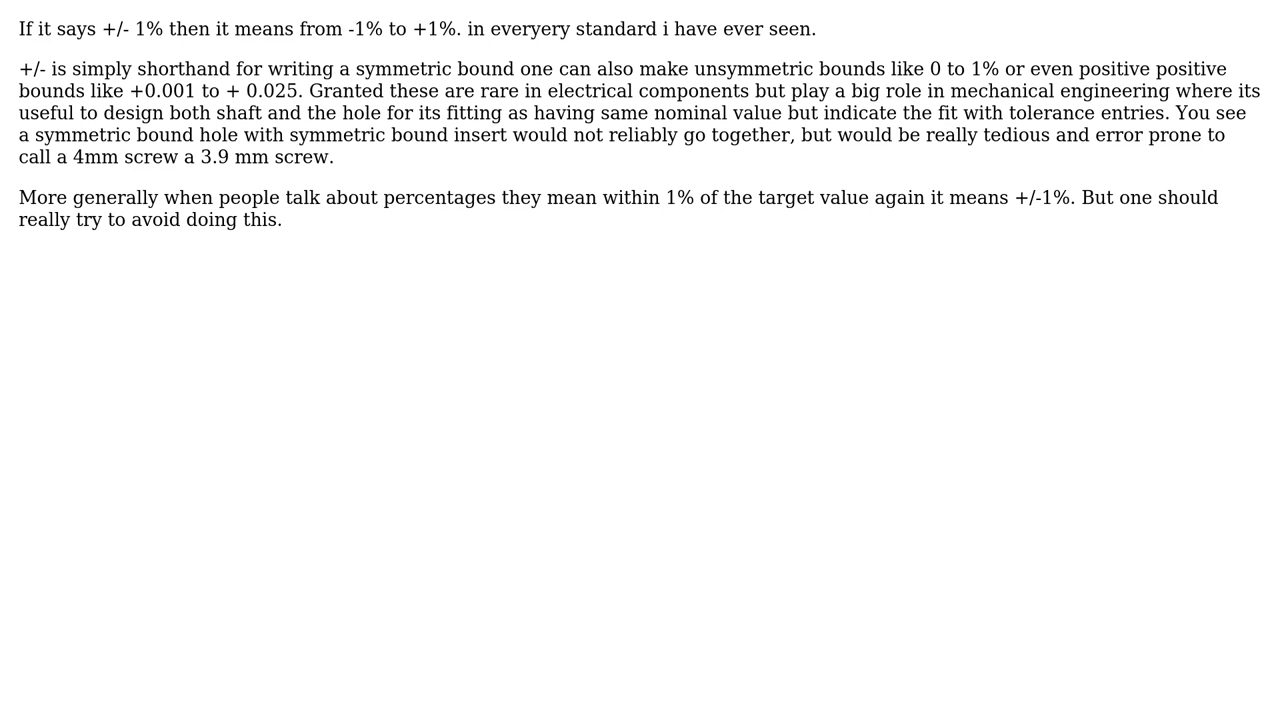 If it says +/- 1% then it means from -1% to +1%. in everyery standard i have ever seen.
+/- is simply shorthand for writing a symmetric bound one can also make unsymmetric bounds like 0 to 1% or even positive positive
bounds like +0.001 to + 0.025. Granted these are rare in electrical components but play a big role in mechanical engineering where its
useful to design both shaft and the hole for its fitting as having same nominal value but indicate the fit with tolerance entries. You see
a symmetric bound hole with symmetric bound insert would not reliably go together, but would be really tedious and error prone to
call a 4mm screw a 3.9 mm screw.
More generally when people talk about percentages they mean within 1% of the target value again it means +/-1%. But one should
really try to avoid doing this.